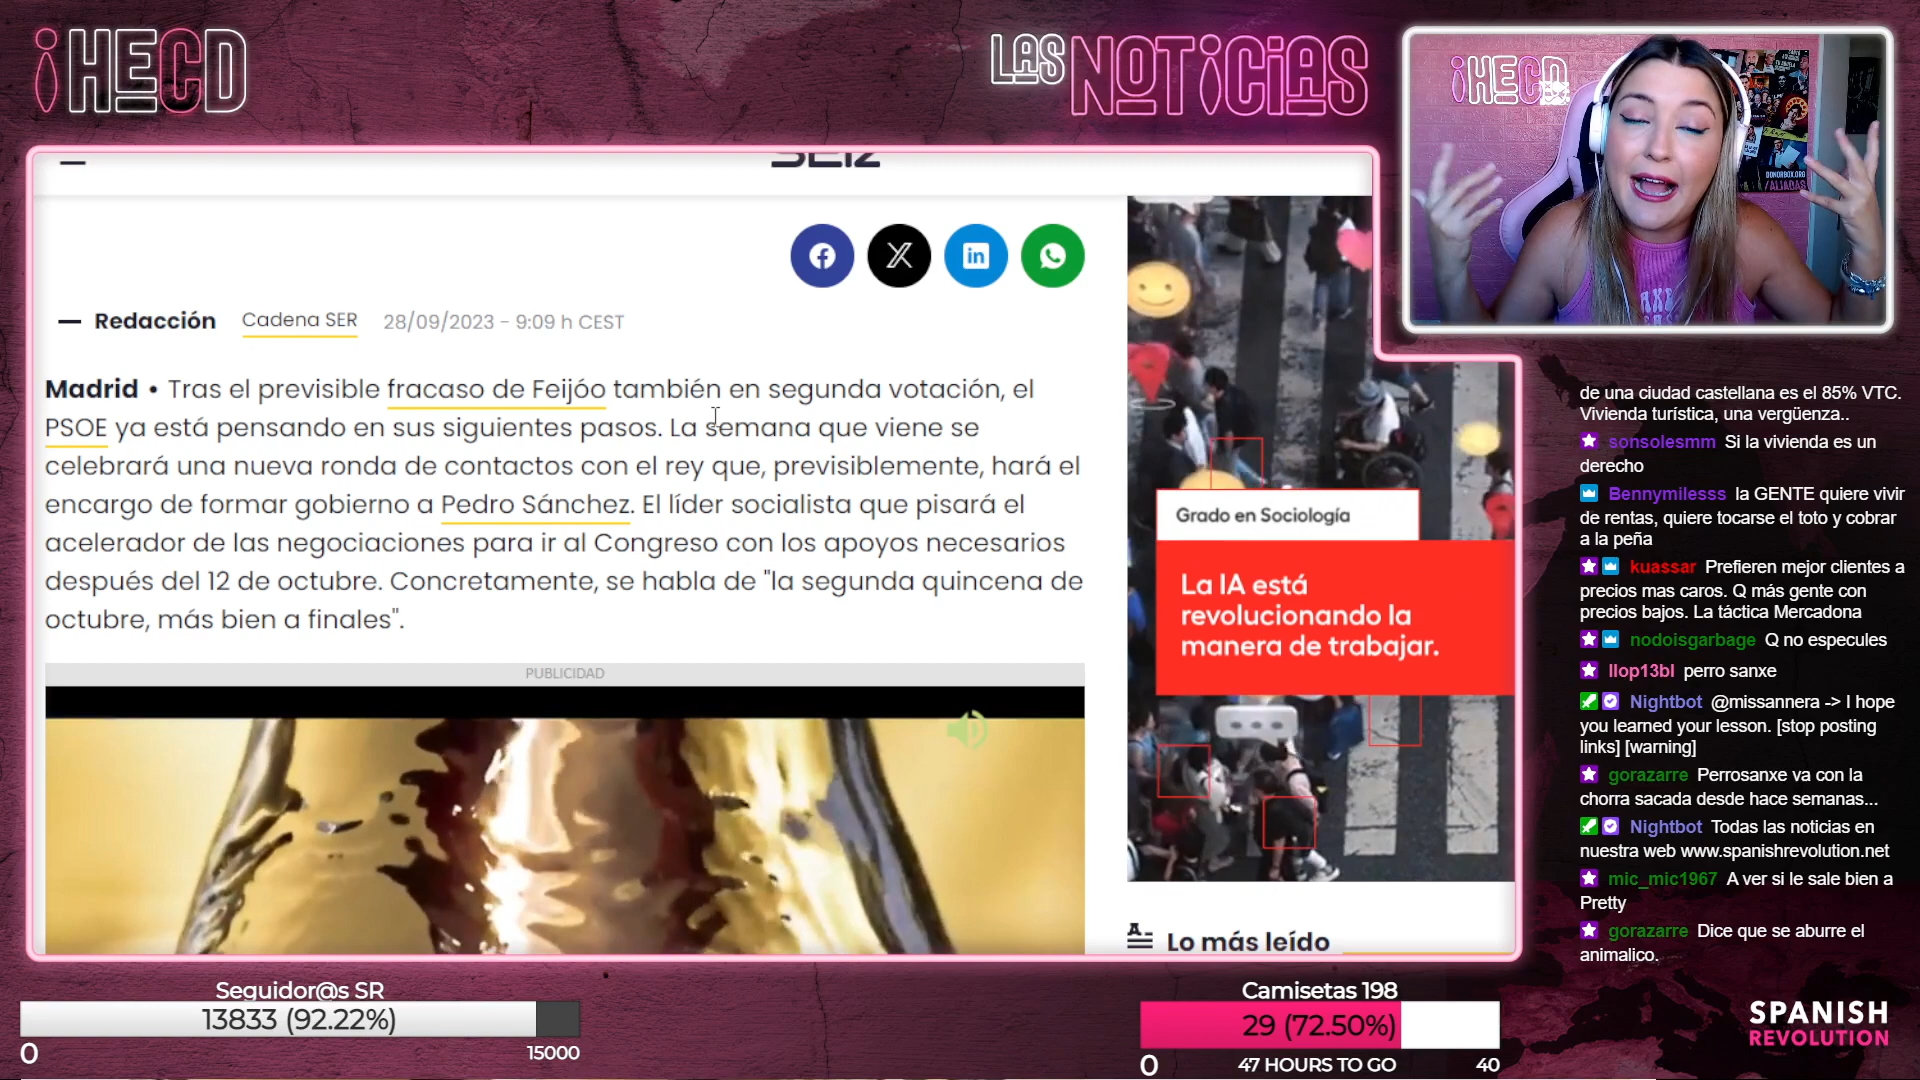 ¡HECD
LAS NOTICIAS
¡HECD
DONORBOX.ORG
/ALIADAS
SER
Redacción Cadena SER 28/09/2023 - 9:09 h CEST
Madrid • Tras el previsible fracaso de Feijóo también en segunda votación, el
PSOE ya está pensando en sus siguientes pasos. La semana que viene se
celebrará una nueva ronda de contactos con el rey que, previsiblemente, hará el
encargo de formar gobierno a Pedro Sánchez. El líder socialista que pisará el
acelerador de las negociaciones para ir al Congreso con los apoyos necesarios
después del 12 de octubre. Concretamente, se habla de "la segunda quincena de
octubre, más bien a finales".
PUBLICIDAD
Grado en Sociología
La IA está
revolucionando la
manera de trabajar.
Lo más leído
de una ciudad castellana es el 85% VTC.
Vivienda turística, una vergüenza..
sonsolesmm Si la vivienda es un
derecho
Bennymilesss la GENTE quiere vivir
de rentas, quiere tocarse el toto y cobrar
a la peña
kuassar Prefieren mejor clientes a
precios mas caros. Q más gente con
precios bajos. La táctica Mercadona
nodoisgarbage Q no especules
llop13bl perro sanxe
Nightbot @missannera -> I hope
you learned your lesson. [stop posting
links] [warning]
gorazarre Perrosanxe va con la
chorra sacada desde hace semanas...
Nightbot Todas las noticias en
nuestra web www.spanishrevolution.net
mic_mic1967 A ver si le sale bien a
Pretty
gorazarre Dice que se aburre el
animalico.
Seguidor@s SR
13833 (92.22%)
0 15000
Camisetas 198
29 (72.50%)
0 47 HOURS TO GO 40
SPANISH
REVOLUTION